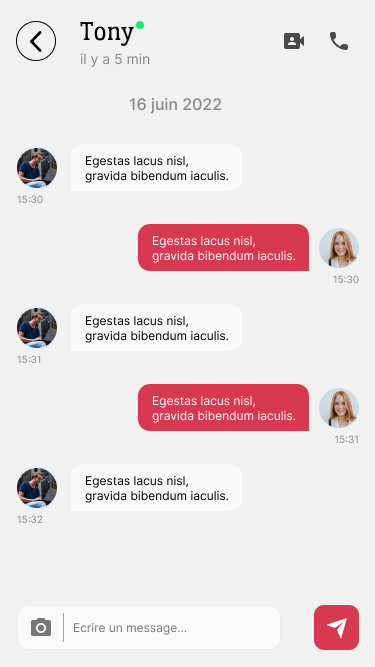 Tony
il y a 5 min
16 juin 2022
Egestas lacus nisl,
gravida bibendum iaculis.
15:30
Egestas lacus nisl,
gravida bibendum iaculis.
15:30
Egestas lacus nisl,
gravida bibendum iaculis.
15:31
Egestas lacus nisl,
gravida bibendum iaculis.
15:31
Egestas lacus nisl,
gravida bibendum iaculis.
15:32
Ecrire un message...